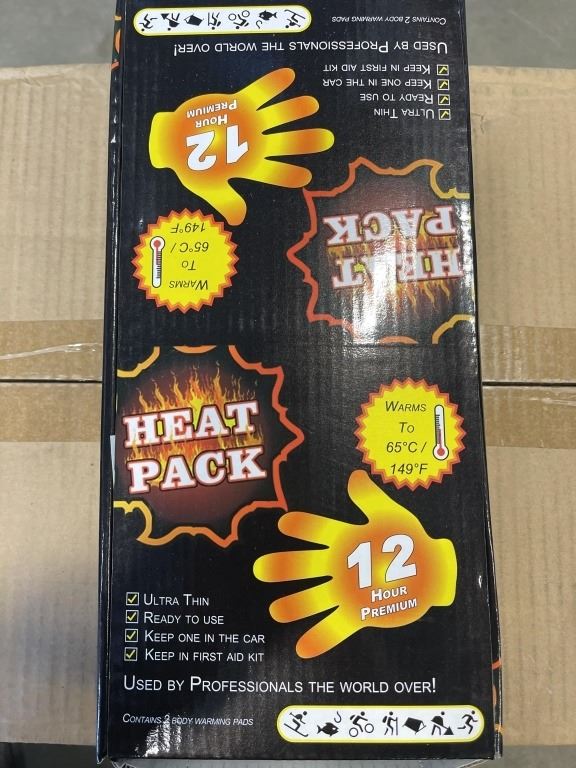 CONTAINS 2 BODY WARMING PADS
USED BY PROFESSIONALS THE WORLD OVER!
KEEP IN FIRST AID KIT
KEEP ONE IN THE CAR
READY TO USE
ULTRA THIN
12
HOUR
PREMIUM
WARMS
TO
65°C /
149°F
HEAT
PACK
HEAT
PACK
WARMS
TO
65°C /
149°F
12
HOUR
PREMIUM
ULTRA THIN
READY TO USE
KEEP ONE IN THE CAR
KEEP IN FIRST AID KIT
USED BY PROFESSIONALS THE WORLD OVER!
CONTAINS 2 BODY WARMING PADS